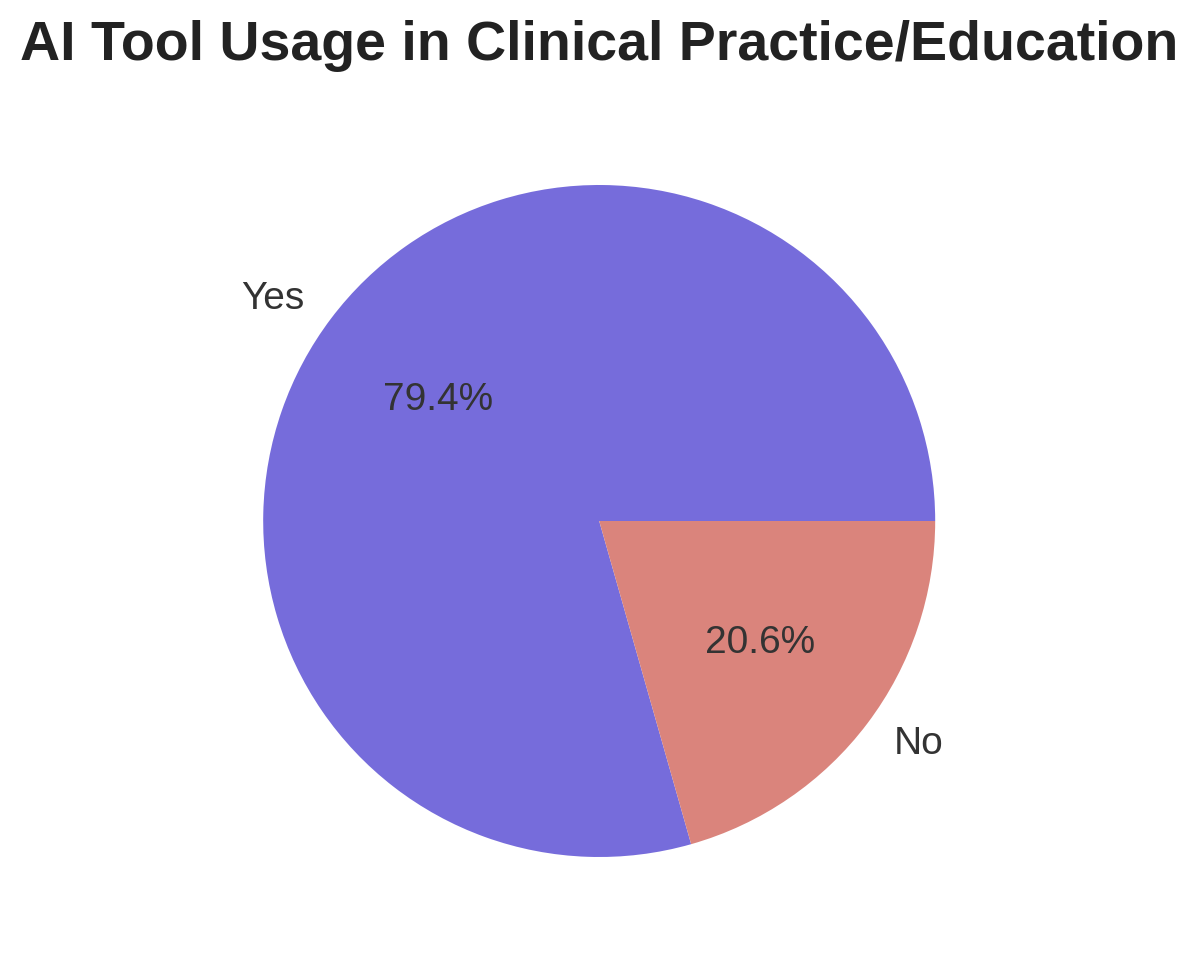 AI Tool Usage in Clinical Practice/Education
Yes
79.4%
20.6%
No